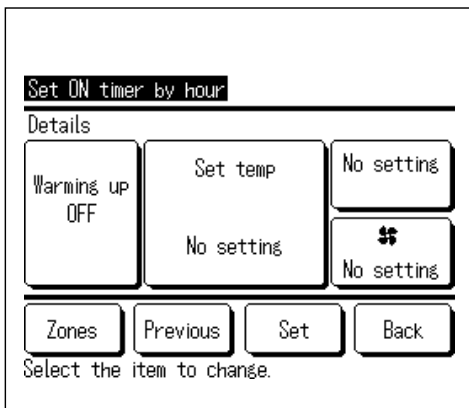 Set ON timer by hour
Details
Warming up
OFF
Set temp
No setting
No setting
No setting
Zones
Previous
Set
Back
Select the item to change.